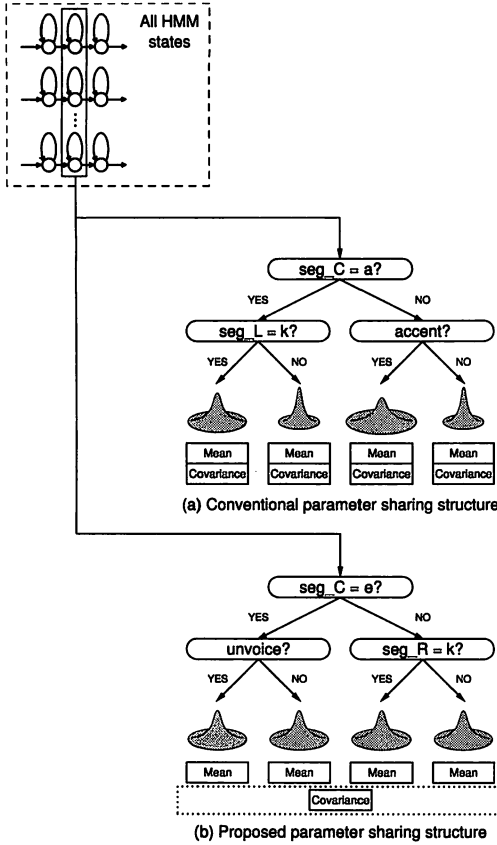 All HMM
states
seg_C = a?
YES NO
seg_L = k? accent?
YES NO YES NO
Mean Mean Mean Mean
Covariance Covariance Covariance Covariance
(a) Conventional parameter sharing structure
seg_C = e?
YES NO
unvoice? seg_R = k?
YES NO YES NO
Mean Mean Mean Mean
Covariance
(b) Proposed parameter sharing structure